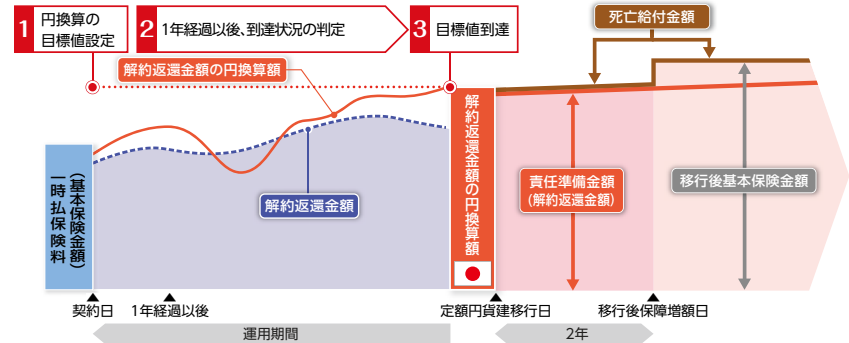 1 円換算の
目標値設定
2 1年経過以後、到達状況の判定
3 目標値到達
死亡給付金額
解約返還金額の円換算額
一時払保険料
(基本保険金額)
解約返還金額
解約返還金額の円換算額
責任準備金額
(解約返還金額)
移行後基本保険金額
契約日
1年経過以後
定額円貨建移行日
移行後保障増額日
運用期間
2年